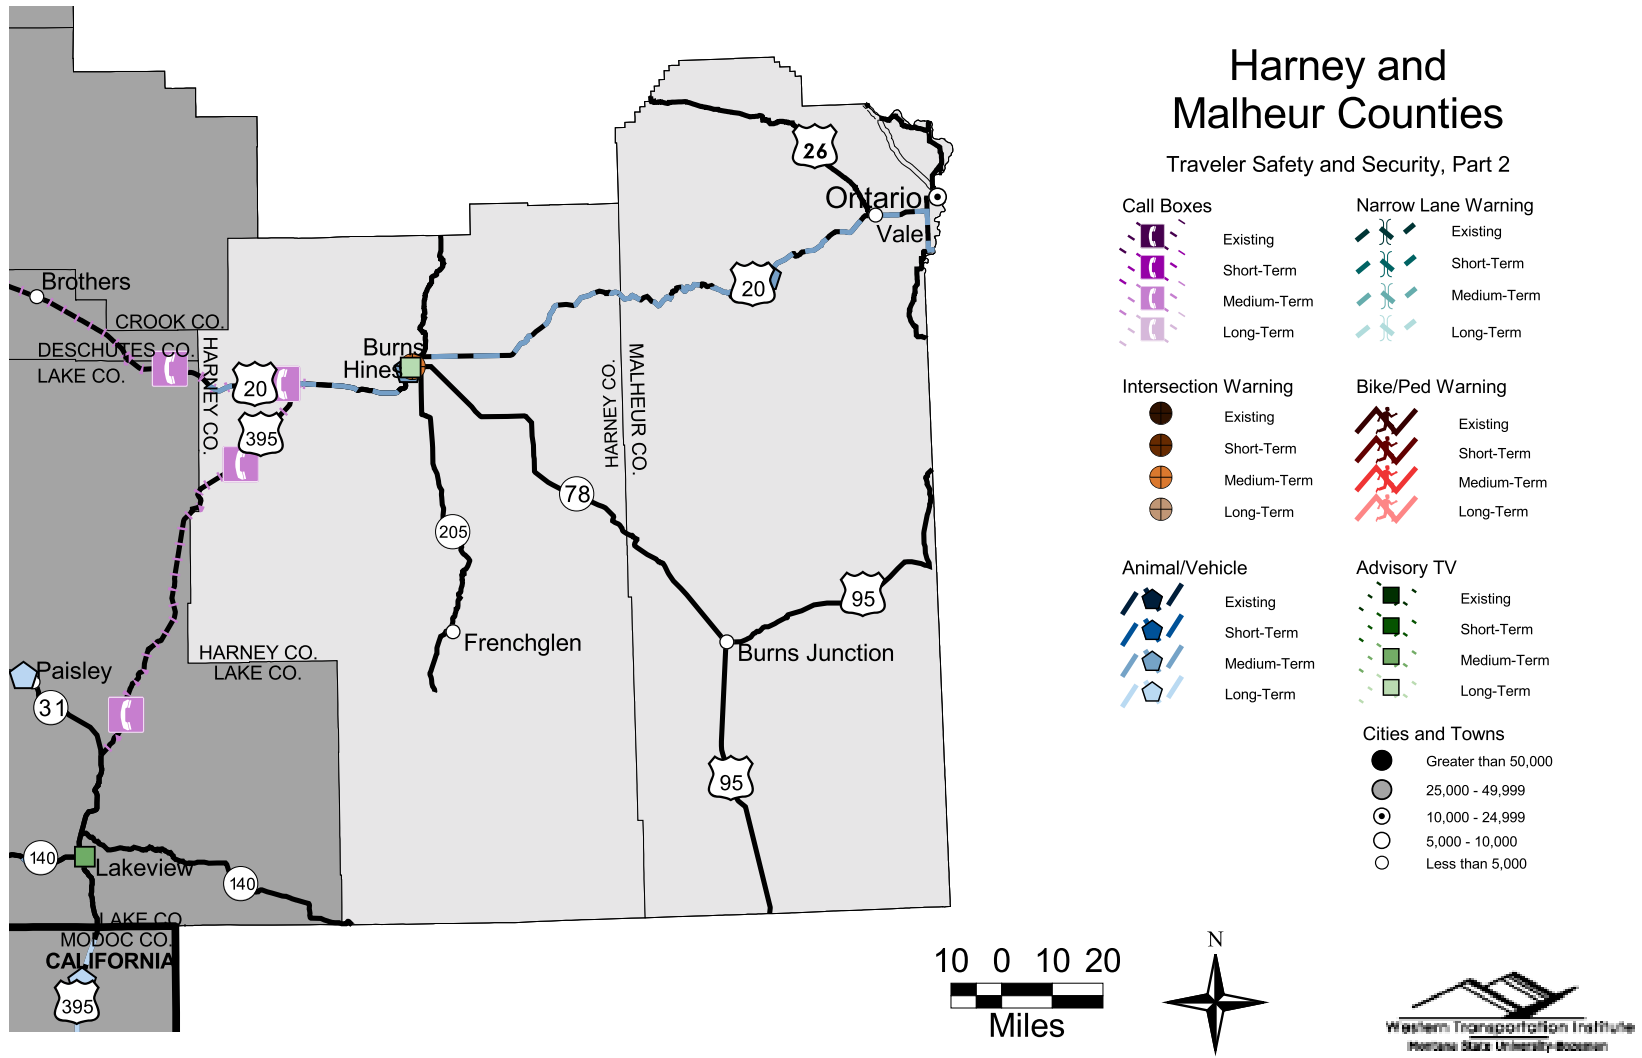 Harney and
Malheur Counties
Traveler Safety and Security, Part 2
Call Boxes
Existing
Short-Term
Medium-Term
Long-Term
Narrow Lane Warning
Existing
Short-Term
Medium-Term
Long-Term
Intersection Warning
Existing
Short-Term
Medium-Term
Long-Term
Bike/Ped Warning
Existing
Short-Term
Medium-Term
Long-Term
Animal/Vehicle
Existing
Short-Term
Medium-Term
Long-Term
Advisory TV
Existing
Short-Term
Medium-Term
Long-Term
Cities and Towns
Greater than 50,000
25,000 - 49,999
10,000 - 24,999
5,000 - 10,000
Less than 5,000
26
Ontario
Vale
20
Brothers
CROOK CO.
DESCHUTES CO.
LAKE CO.
HARNEY CO.
20
395
Burns
Hines
HARNEY CO.
MALHEUR CO.
78
205
95
Frenchglen
Burns Junction
HARNEY CO.
LAKE CO.
Paisley
31
95
140
Lakeview
140
LAKE CO.
MODOC CO.
CALIFORNIA
395
10 0 10 20
Miles
N
Western Transportation Institute
Montana State University-Bozeman